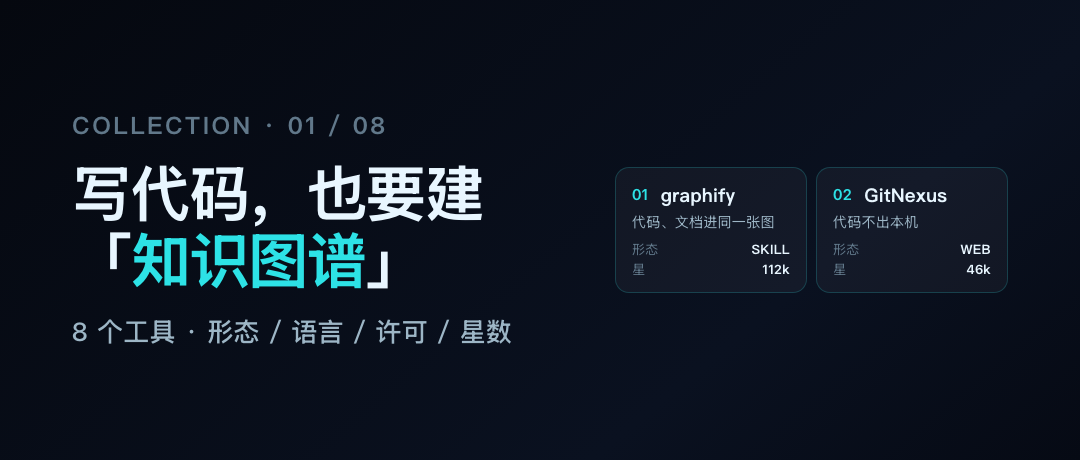 COLLECTION · 01 / 08
写代码，也要建
「知识图谱」
8 个工具 · 形态 / 语言 / 许可 / 星数
01 graphify
代码、文档进同一张图
形态 SKILL
星 112k
02 GitNexus
代码不出本机
形态 WEB
星 46k